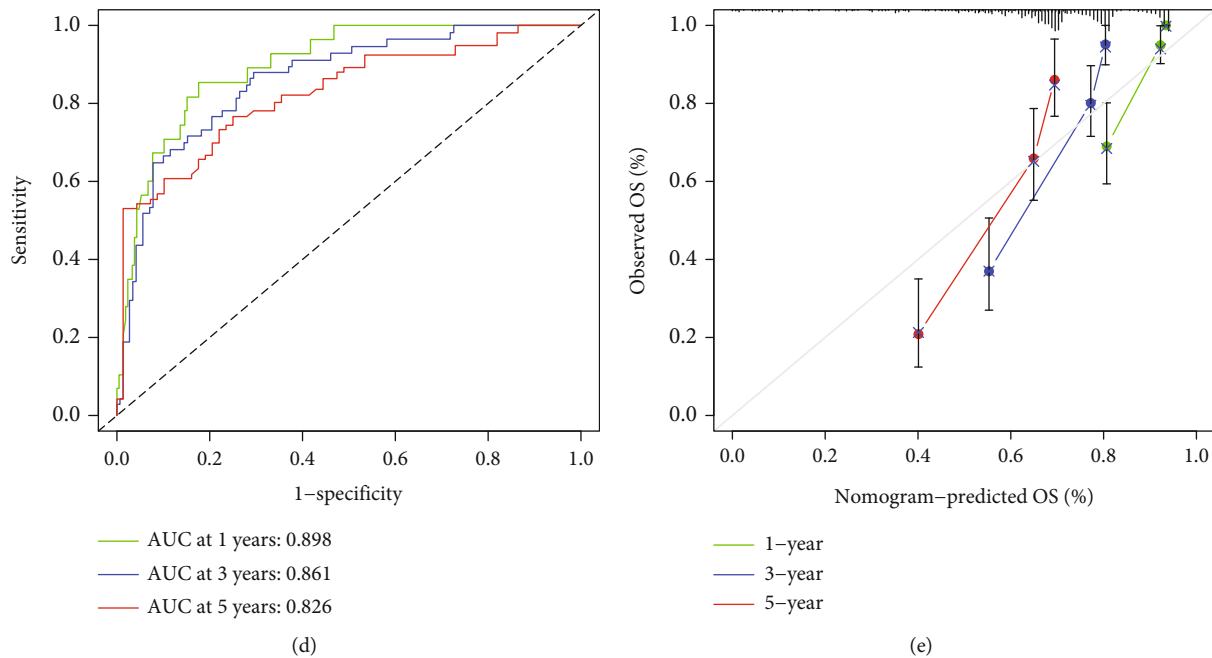 1.0
0.8
0.6
0.4
0.2
0.0
Sensitivity
0.0 0.2 0.4 0.6 0.8 1.0
1−specificity
AUC at 1 years: 0.898
AUC at 3 years: 0.861
AUC at 5 years: 0.826
(d)
1.0
0.8
0.6
0.4
0.2
0.0
Observed OS (%)
0.0 0.2 0.4 0.6 0.8 1.0
Nomogram−predicted OS (%)
1−year
3−year
5−year
(e)